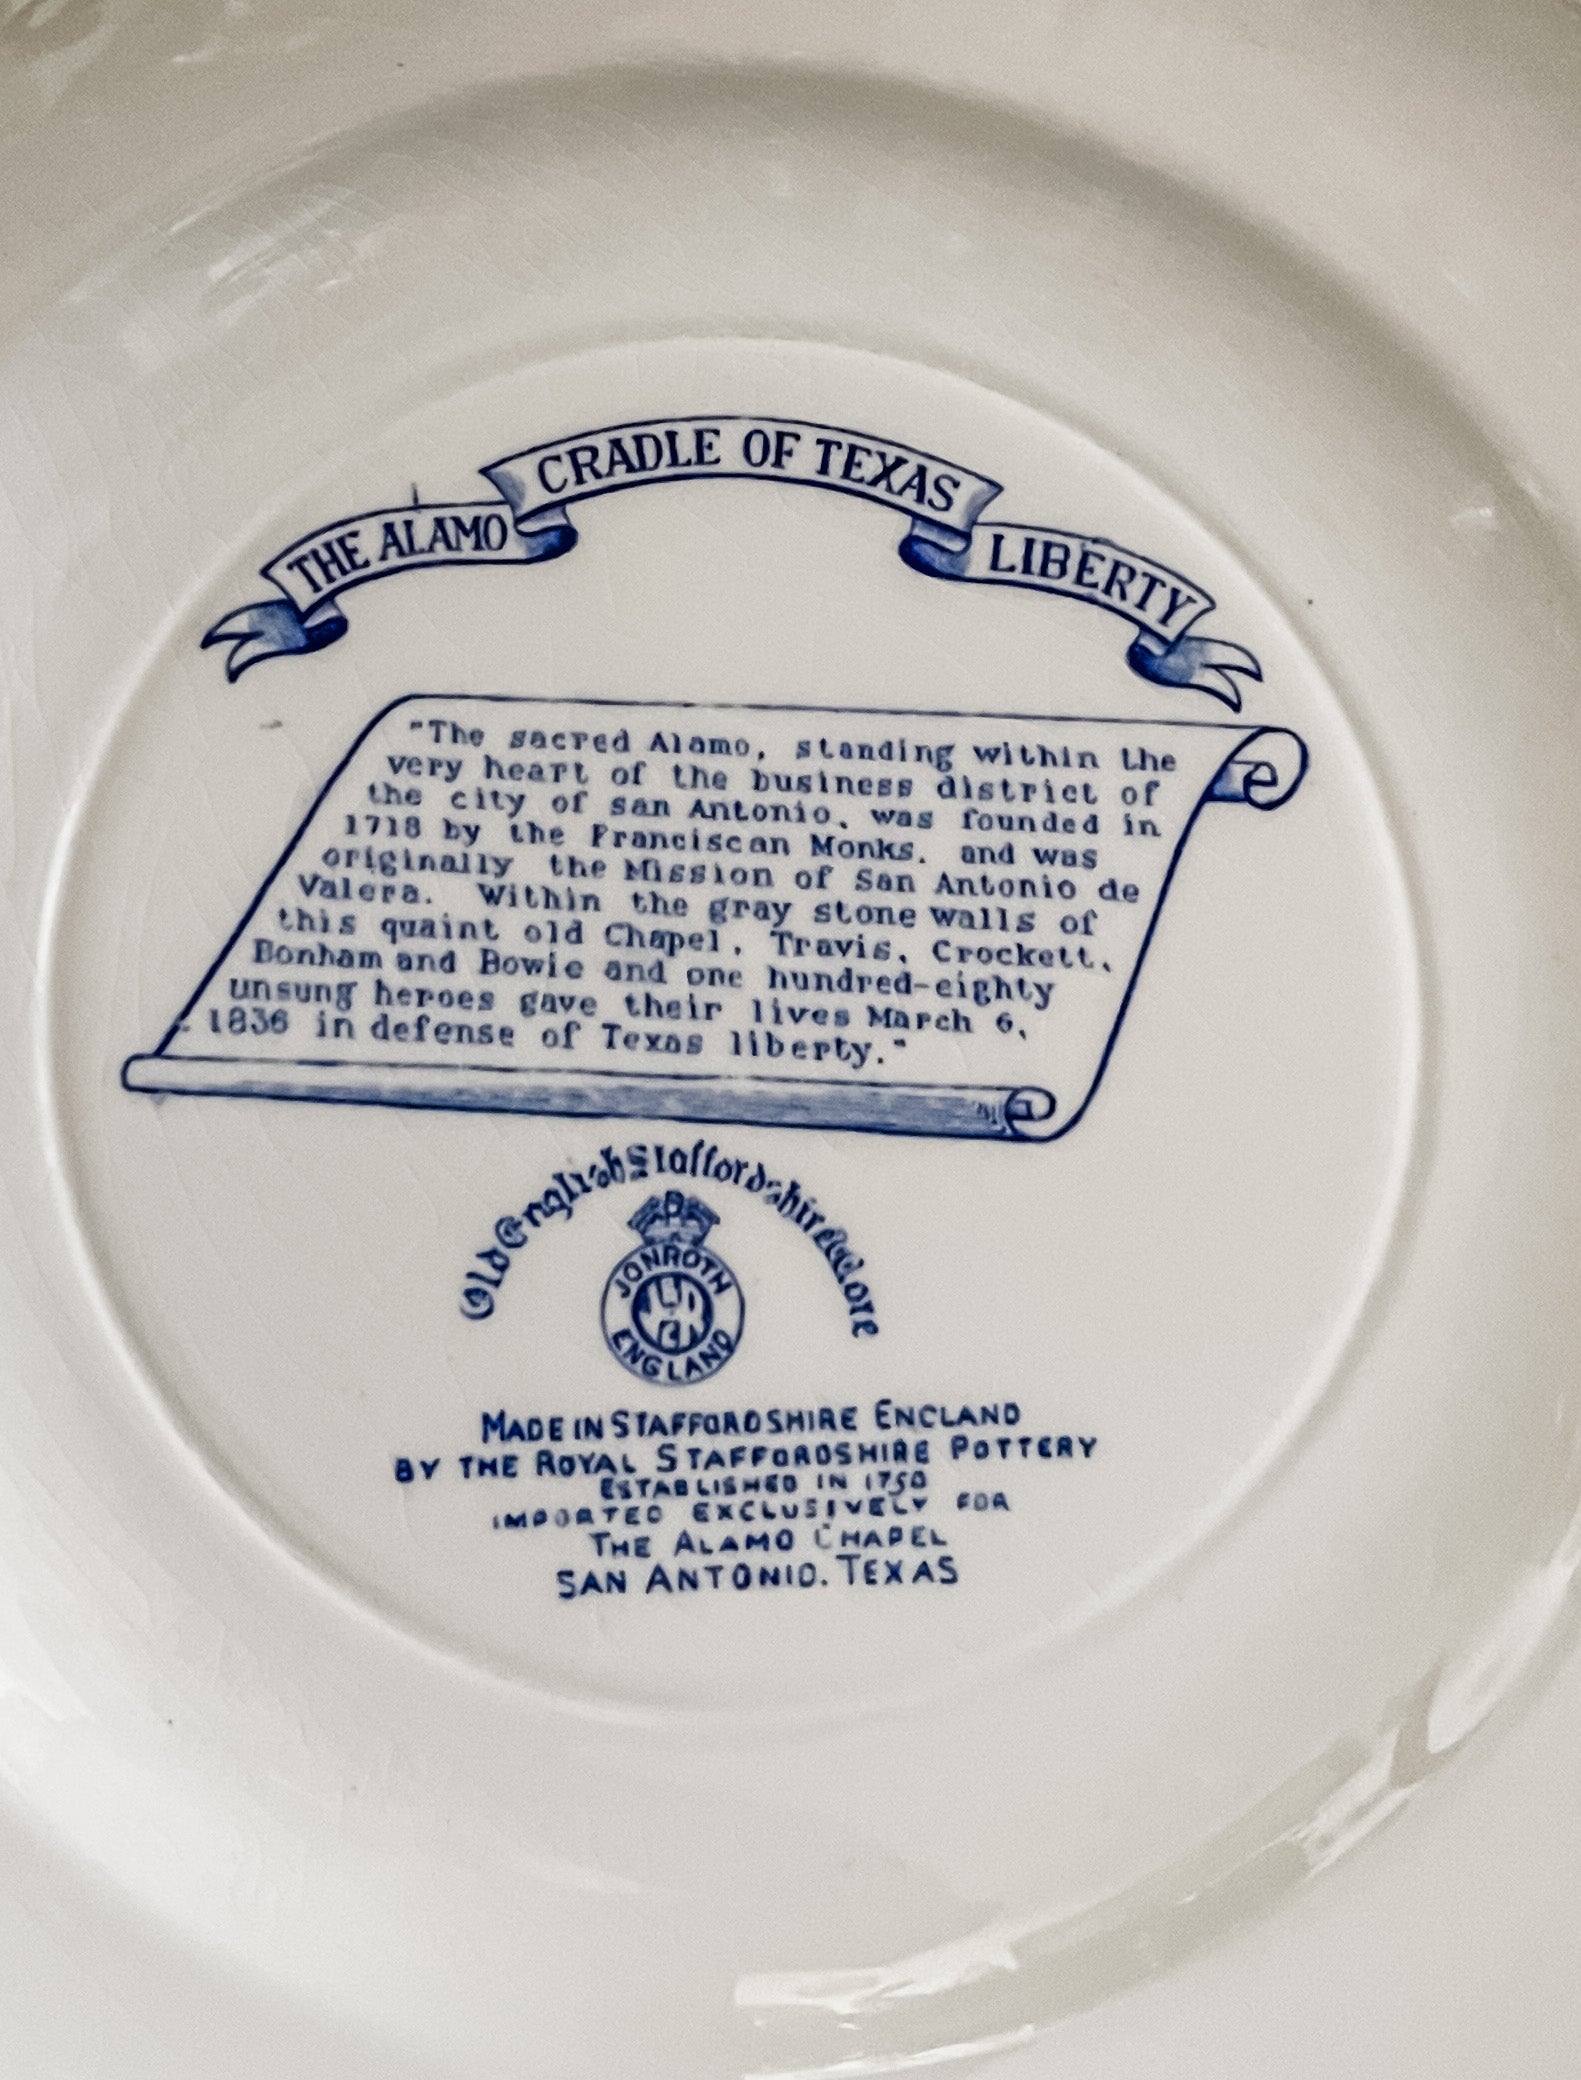 THE ALAMO CRADLE OF TEXAS LIBERTY
"The sacred Alamo, standing within the
very heart of the business district of
the city of san Antonio, was founded in
1718 by the Franciscan Monks, and was
originally the Mission of San Antonio de
Valera. Within the gray stone walls of
this quaint old Chapel, Travis, Crockett,
Bonham and Bowie and one hundred-eighty
unsung heroes gave their lives March 6,
1836 in defense of Texas liberty."
Old English Staffordshire
JONROTH
ENGLAND
MADE IN STAFFORDSHIRE ENGLAND
BY THE ROYAL STAFFORDSHIRE POTTERY
ESTABLISHED IN 1750
IMPORTED EXCLUSIVELY FOR
THE ALAMO CHAPEL
SAN ANTONIO. TEXAS